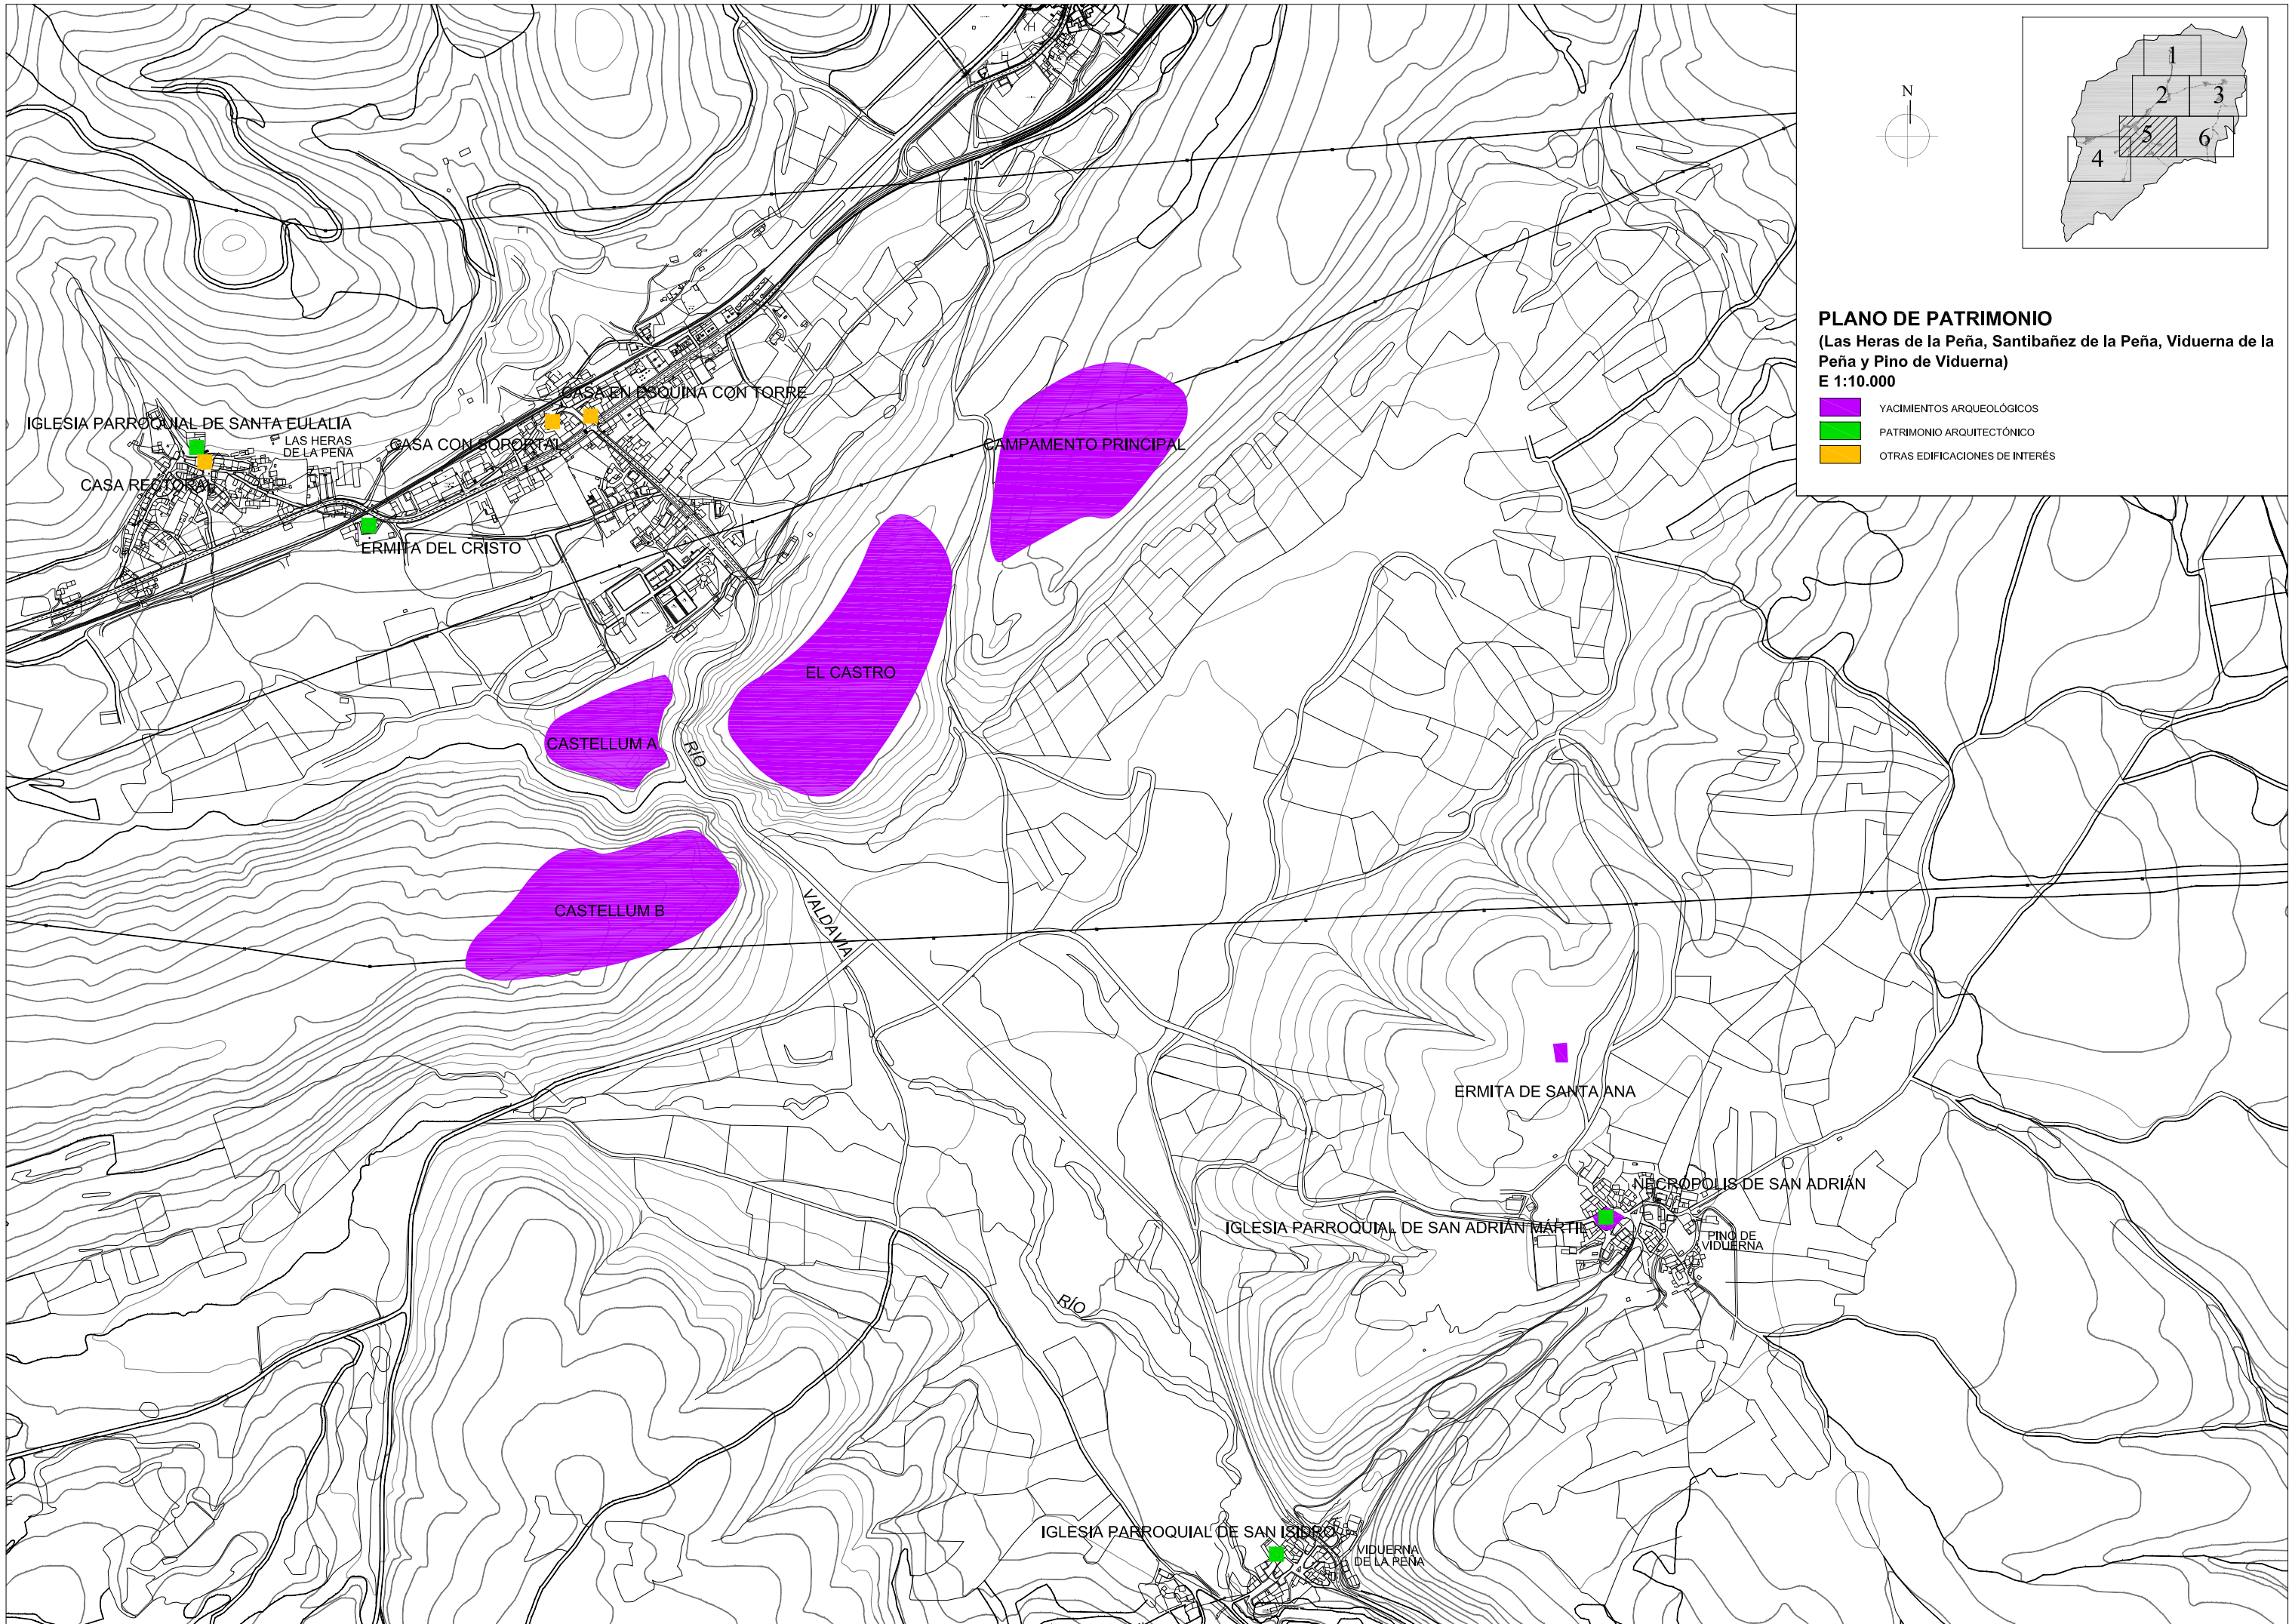 N
1
2
3
5
6
4
PLANO DE PATRIMONIO
(Las Heras de la Peña, Santibañez de la Peña, Viduerna de la
Peña y Pino de Viduerna)
E 1:10.000
YACIMIENTOS ARQUEOLÓGICOS
PATRIMONIO ARQUITECTÓNICO
OTRAS EDIFICACIONES DE INTERÉS
H
H
CASA EN ESQUINA CON TORRE
IGLESIA PARROQUIAL DE SANTA EULALIA
LAS HERAS
DE LA PEÑA
CASA CON SOPORTAL
CAMPAMENTO PRINCIPAL
CASA RECTORAL
ERMITA DEL CRISTO
EL CASTRO
CASTELLUM A
RÍO
CASTELLUM B
VALDAVIA
ERMITA DE SANTA ANA
NECRÓPOLIS DE SAN ADRIÁN
IGLESIA PARROQUIAL DE SAN ADRIÁN MÁRTIL
PINO DE
VIDUERNA
RÍO
IGLESIA PARROQUIAL DE SAN ISIDRO
VIDUERNA
DE LA PEÑA